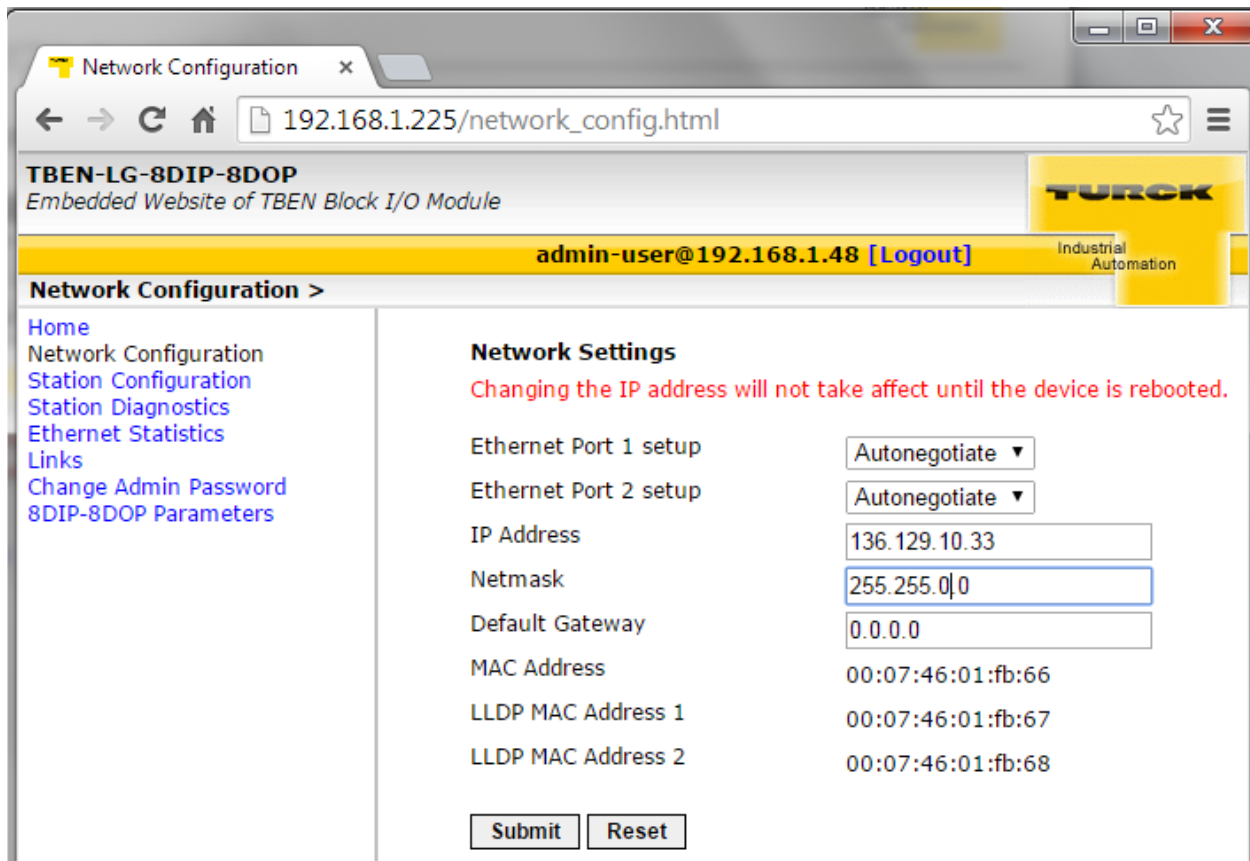 Network Configuration
192.168.1.225/network_config.html
TBEN-LG-8DIP-8DOP
Embedded Website of TBEN Block I/O Module
TURCK
Industrial
Automation
admin-user@192.168.1.48 [Logout]
Network Configuration >
Home
Network Configuration
Station Configuration
Station Diagnostics
Ethernet Statistics
Links
Change Admin Password
8DIP-8DOP Parameters
Network Settings
Changing the IP address will not take affect until the device is rebooted.
Ethernet Port 1 setup Autonegotiate
Ethernet Port 2 setup Autonegotiate
IP Address 136.129.10.33
Netmask 255.255.0.0
Default Gateway 0.0.0.0
MAC Address 00:07:46:01:fb:66
LLDP MAC Address 1 00:07:46:01:fb:67
LLDP MAC Address 2 00:07:46:01:fb:68
Submit Reset